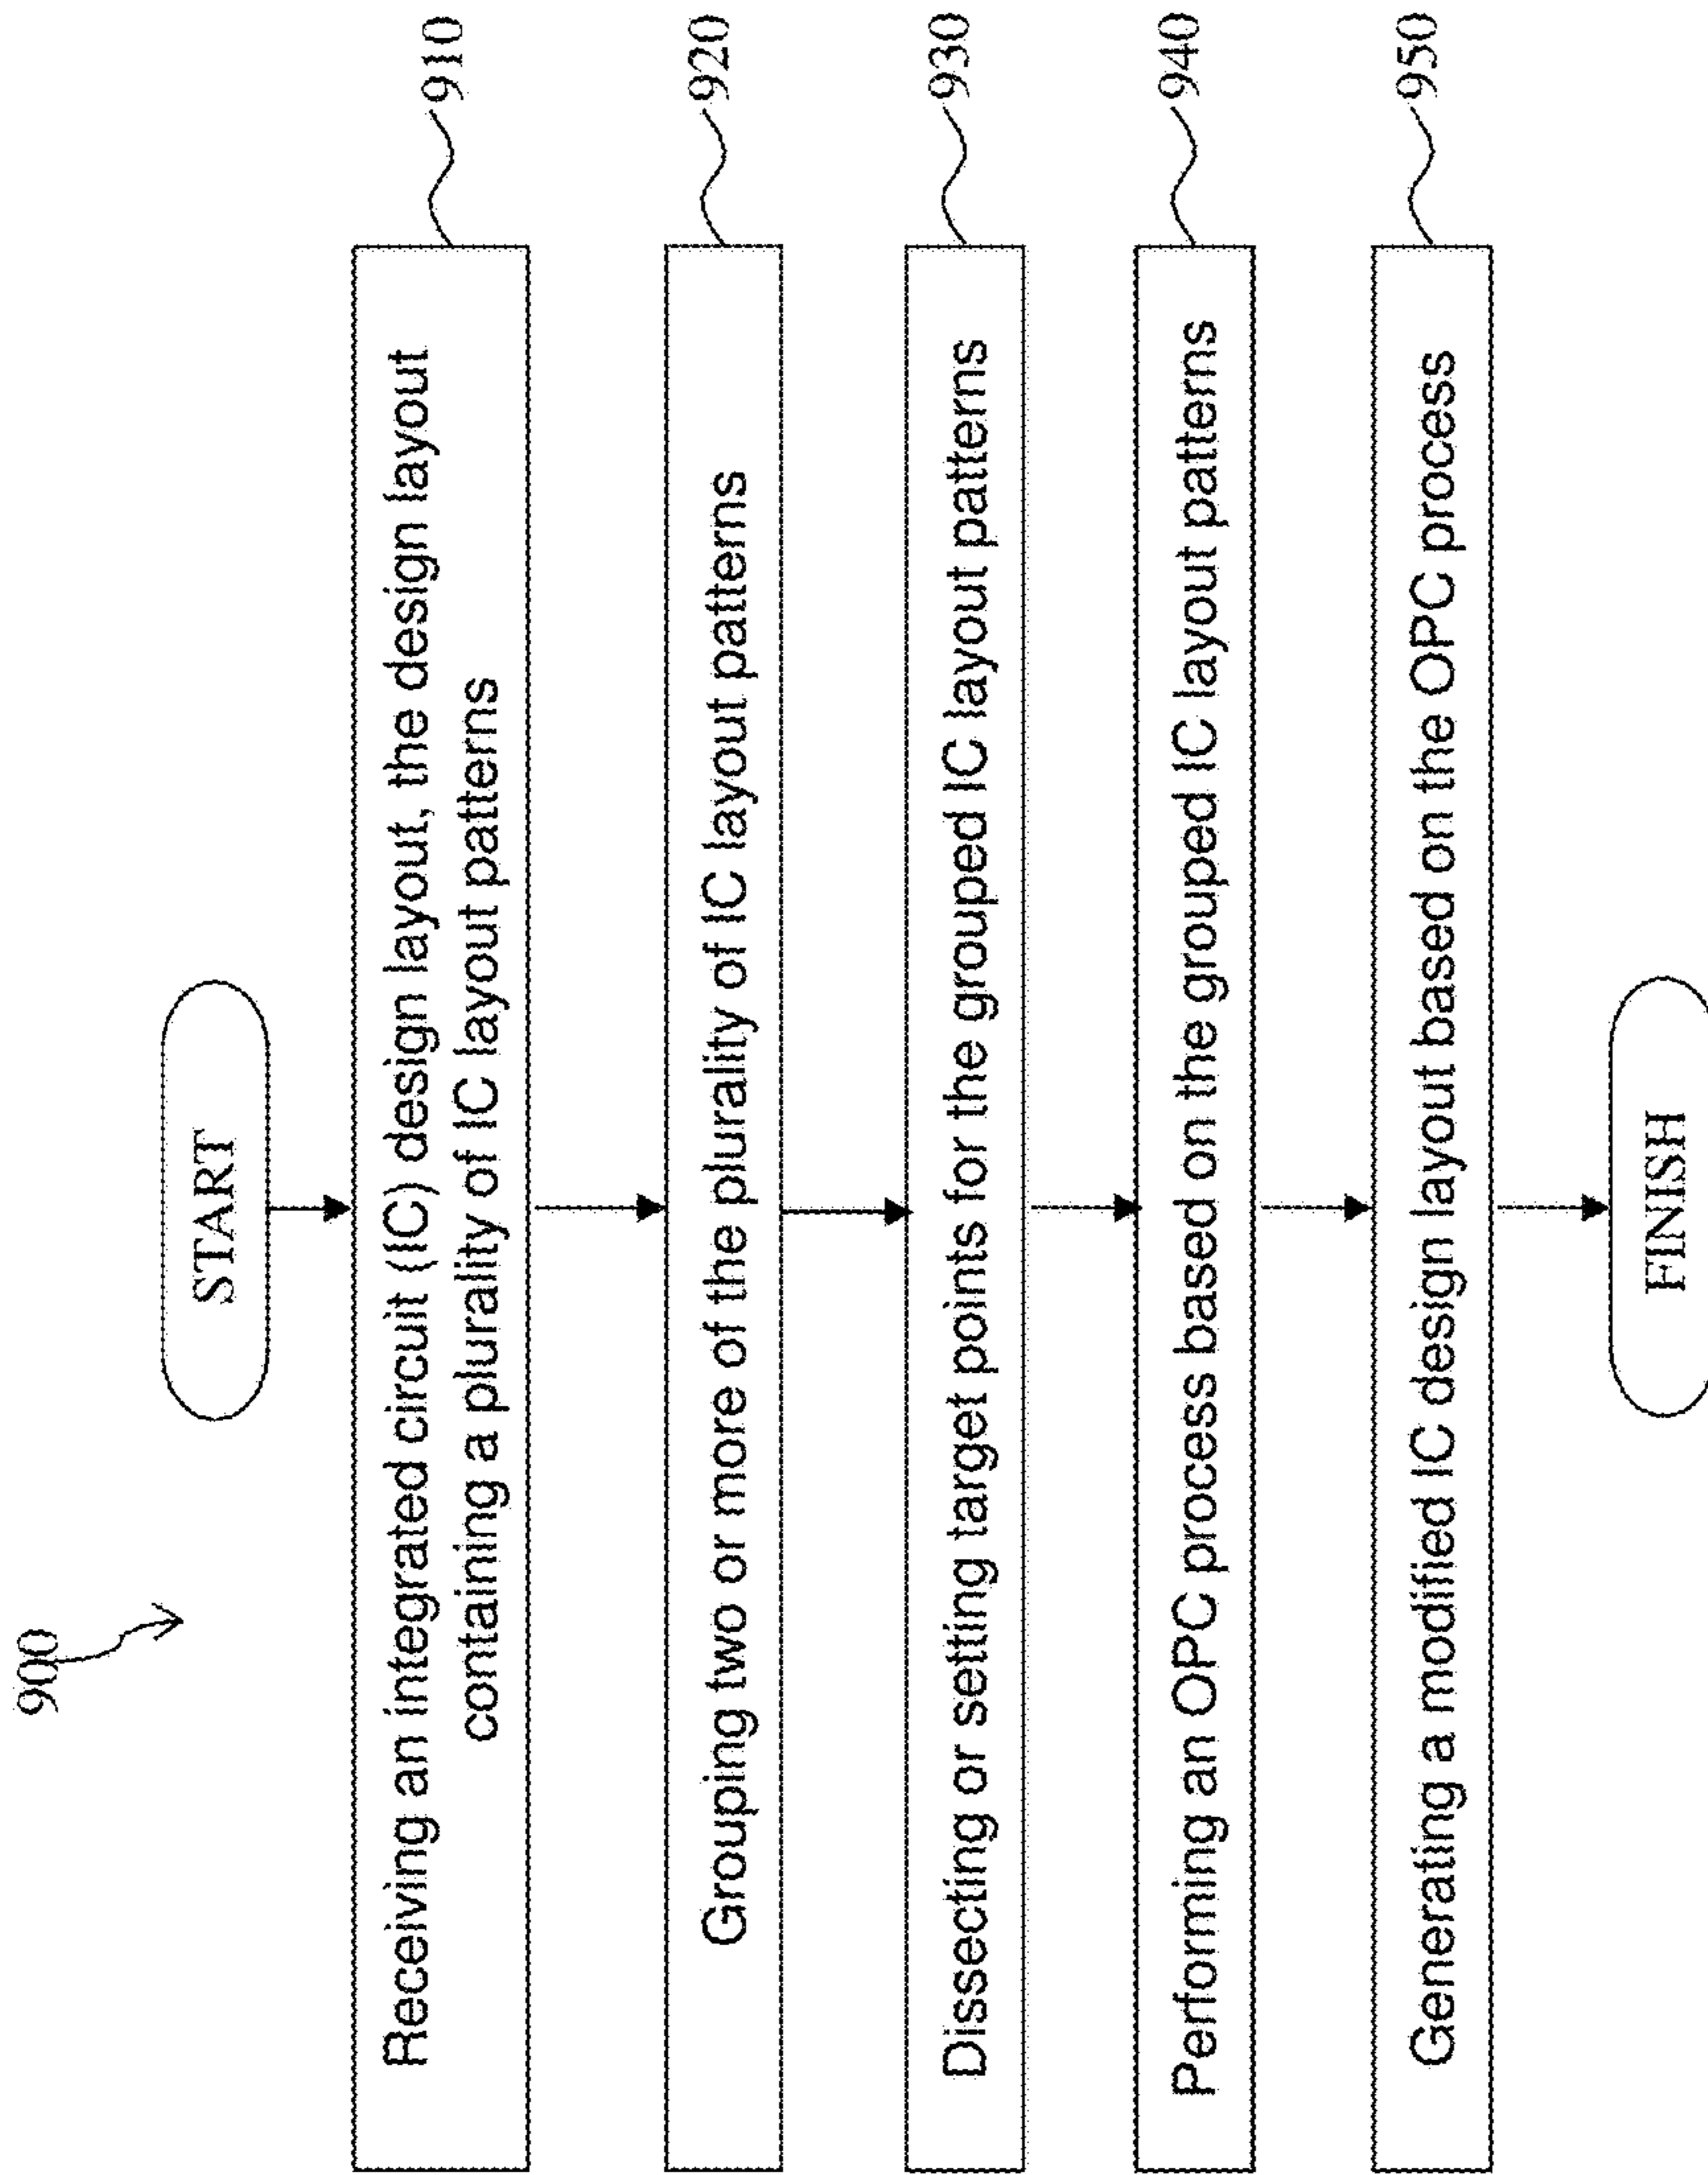 900
START
Receiving an integrated circuit (IC) design layout, the design layout
containing a plurality of IC layout patterns
910
Grouping two or more of the plurality of IC layout patterns
920
Dissecting or setting target points for the grouped IC layout patterns
930
Performing an OPC process based on the grouped IC layout patterns
940
Generating a modified IC design layout based on the OPC process
950
FINISH